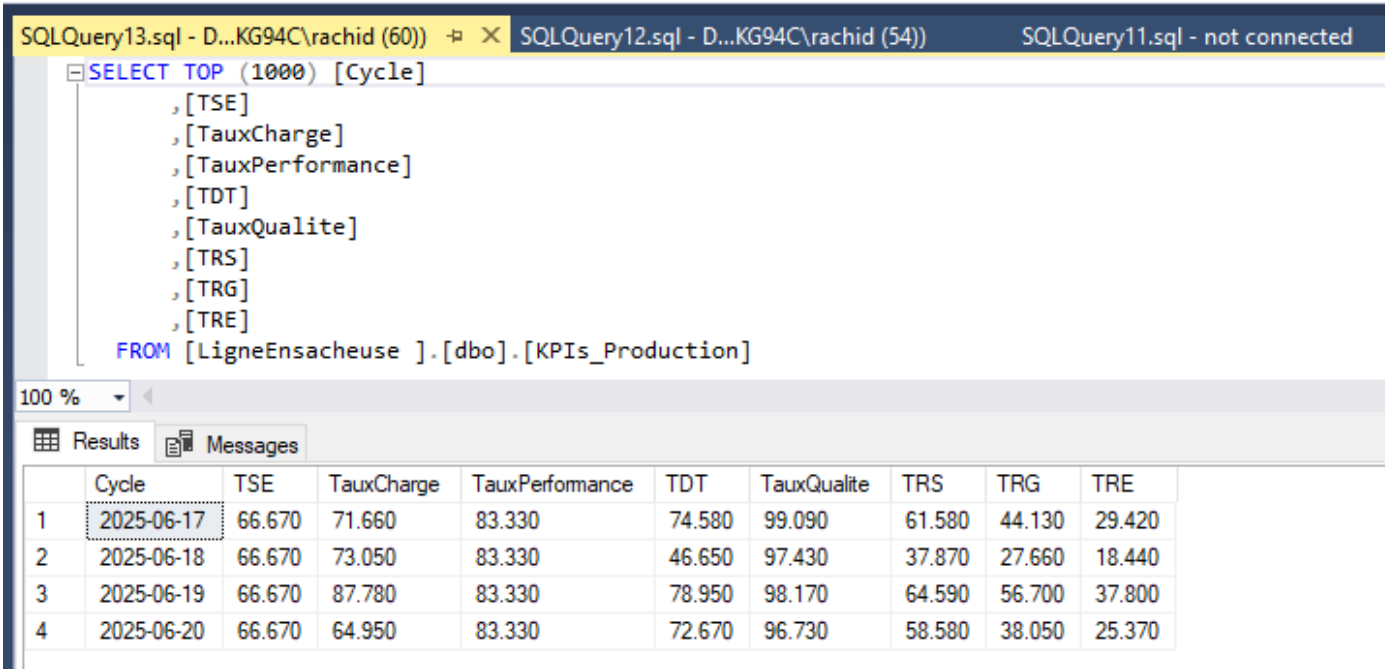 SQLQuery13.sql - D...KG94C\rachid (60)) SQLQuery12.sql - D...KG94C\rachid (54)) SQLQuery11.sql - not connected
SELECT TOP (1000) [Cycle]
,[TSE]
,[TauxCharge]
,[TauxPerformance]
,[TDT]
,[TauxQualite]
,[TRS]
,[TRG]
,[TRE]
FROM [LigneEnsacheuse ].[dbo].[KPIs_Production]
100 %
Results Messages
Cycle TSE TauxCharge TauxPerformance TDT TauxQualite TRS TRG TRE
1 2025-06-17 66.670 71.660 83.330 74.580 99.090 61.580 44.130 29.420
2 2025-06-18 66.670 73.050 83.330 46.650 97.430 37.870 27.660 18.440
3 2025-06-19 66.670 87.780 83.330 78.950 98.170 64.590 56.700 37.800
4 2025-06-20 66.670 64.950 83.330 72.670 96.730 58.580 38.050 25.370